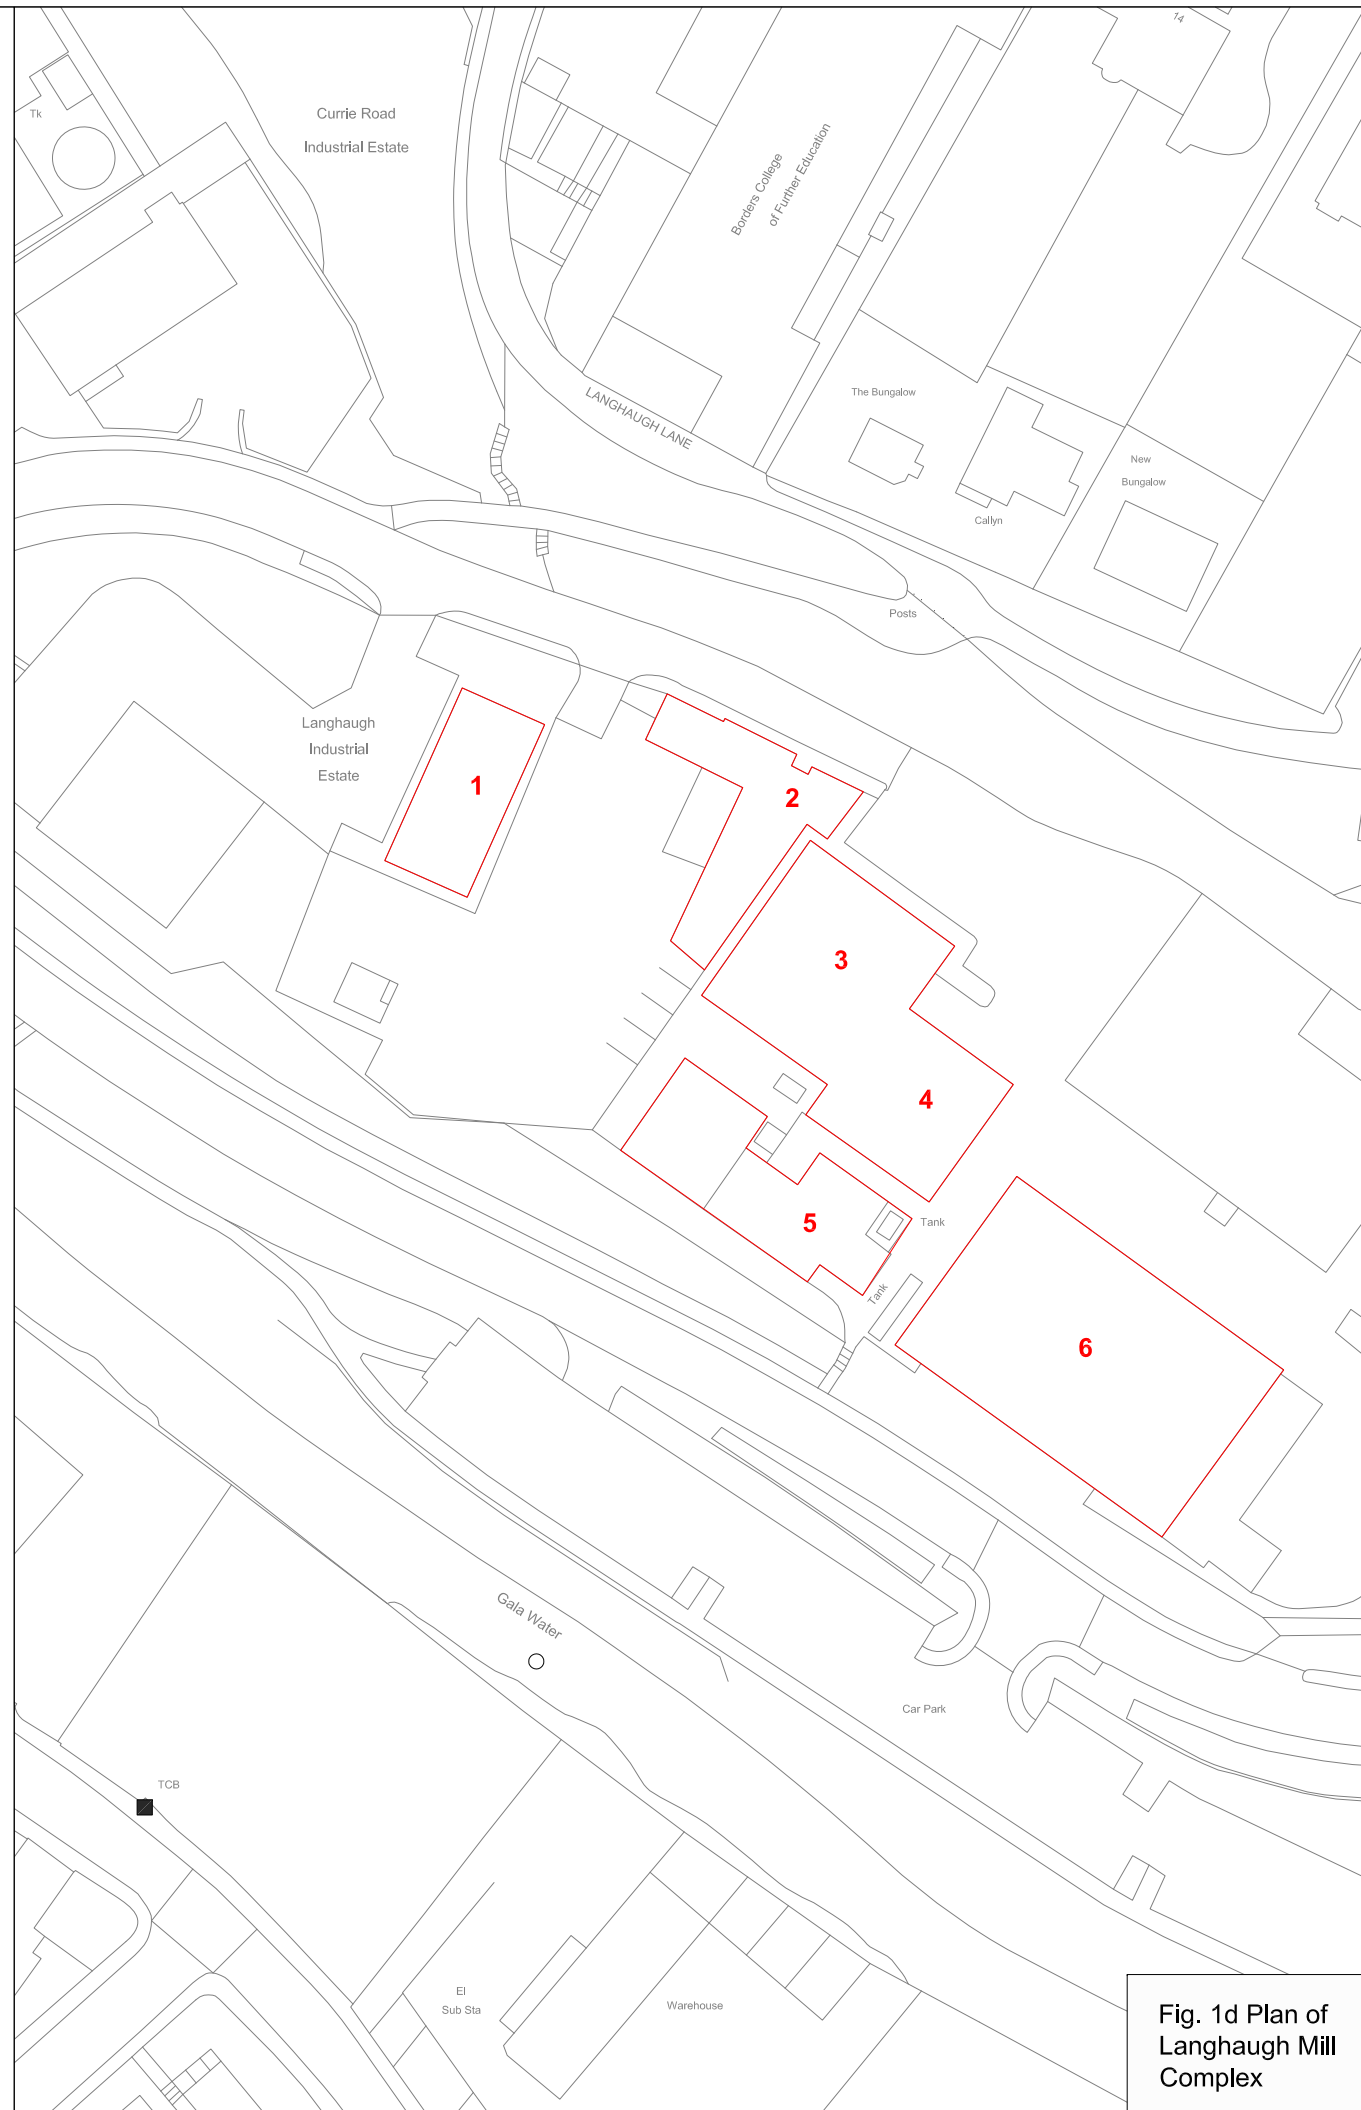 14
Tk
Currie Road
Industrial Estate
Borders College
of Further Education
LANGHAUGH LANE
The Bungalow
New
Bungalow
Callyn
Posts
Langhaugh
Industrial
Estate
1
2
3
4
5
Tank
Tank
6
Gala Water
Car Park
TCB
El
Sub Sta
Warehouse
Fig. 1d Plan of
Langhaugh Mill
Complex